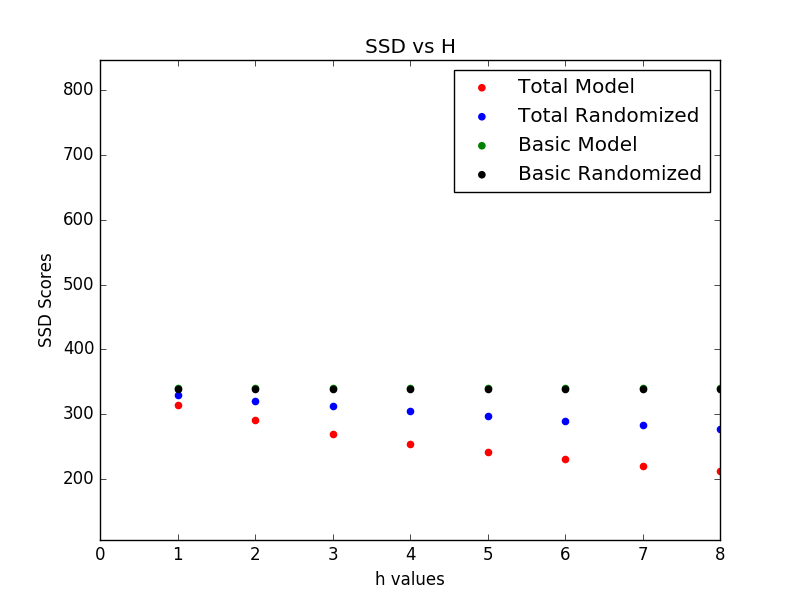 SSD vs H
Total Model
Total Randomized
Basic Model
Basic Randomized
800
700
600
500
400
300
200
SSD Scores
0 1 2 3 4 5 6 7 8
h values